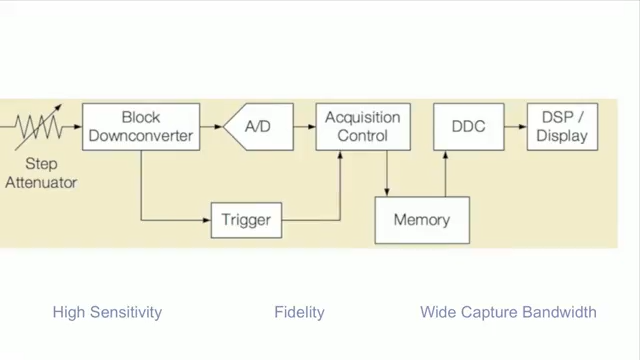 Block
Downconverter
A/D
Acquisition
Control
DDC
DSP /
Display
Step
Attenuator
Trigger
Memory
High Sensitivity
Fidelity
Wide Capture Bandwidth